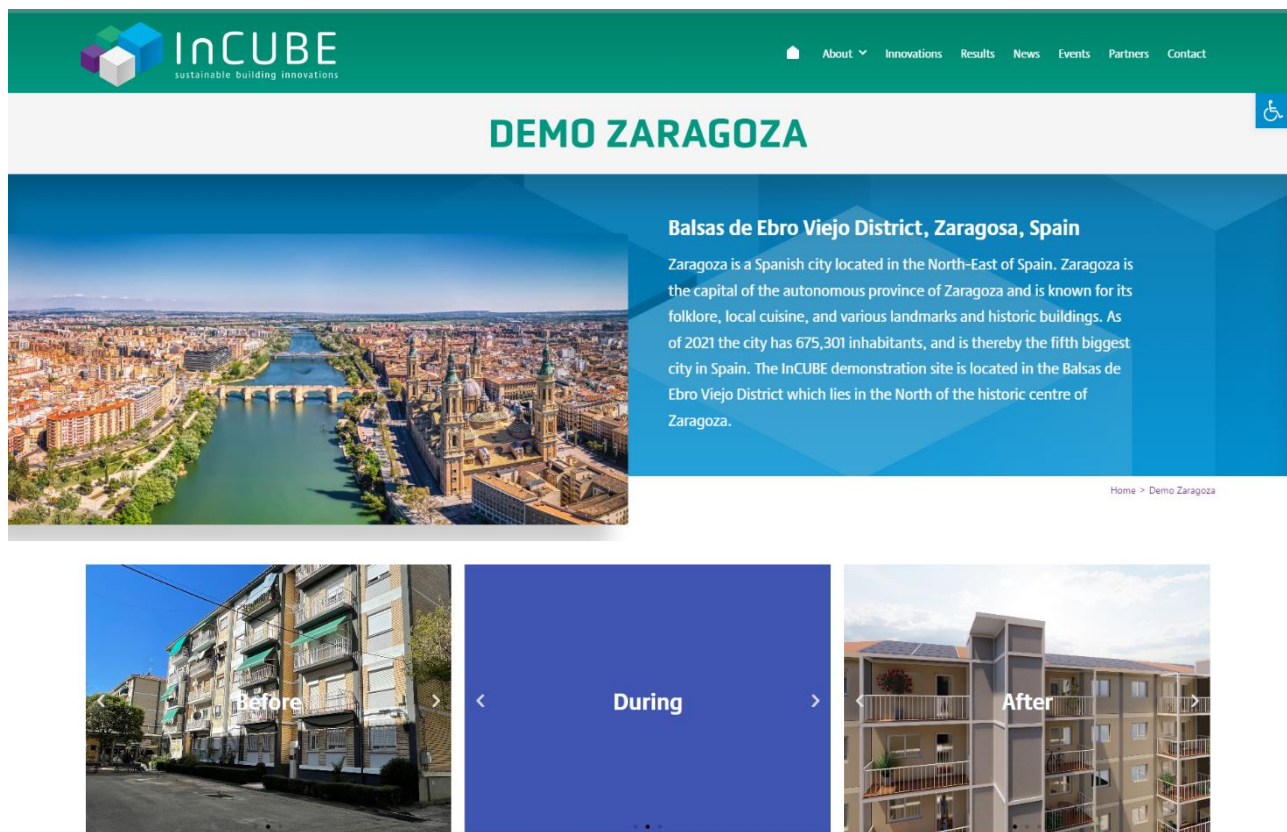 InCUBE
sustainable building innovations
About
Innovations
Results
News
Events
Partners
Contact
DEMO ZARAGOZA
Balsas de Ebro Viejo District, Zaragosa, Spain
Zaragoza is a Spanish city located in the North-East of Spain. Zaragoza is
the capital of the autonomous province of Zaragoza and is known for its
folklore, local cuisine, and various landmarks and historic buildings. As
of 2021 the city has 675,301 inhabitants, and is thereby the fifth biggest
city in Spain. The InCUBE demonstration site is located in the Balsas de
Ebro Viejo District which lies in the North of the historic centre of
Zaragoza.
Home > Demo Zaragoza
Before
During
After